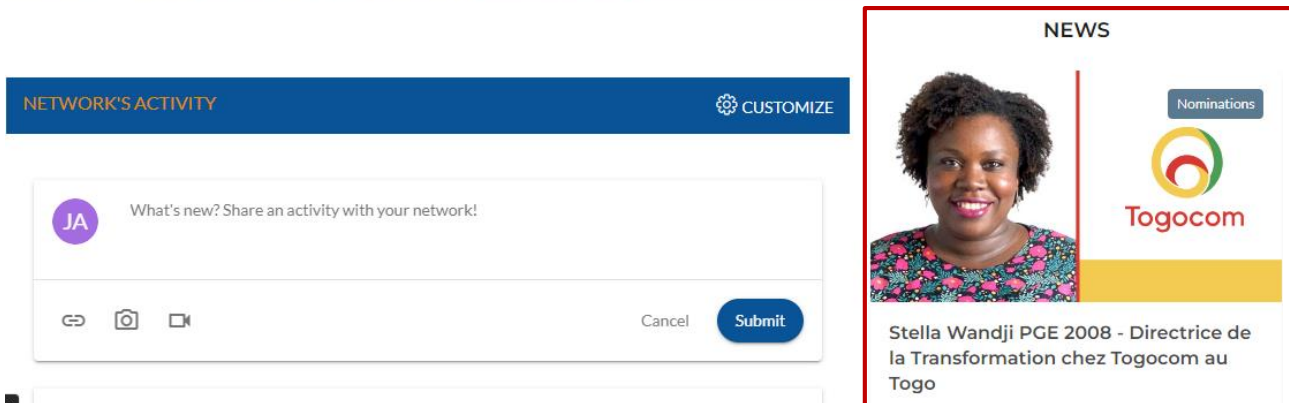 NETWORK'S ACTIVITY
CUSTOMIZE
JA
What's new? Share an activity with your network!
Cancel
Submit
NEWS
Nominations
Togocom
Stella Wandji PGE 2008 - Directrice de
la Transformation chez Togocom au
Togo